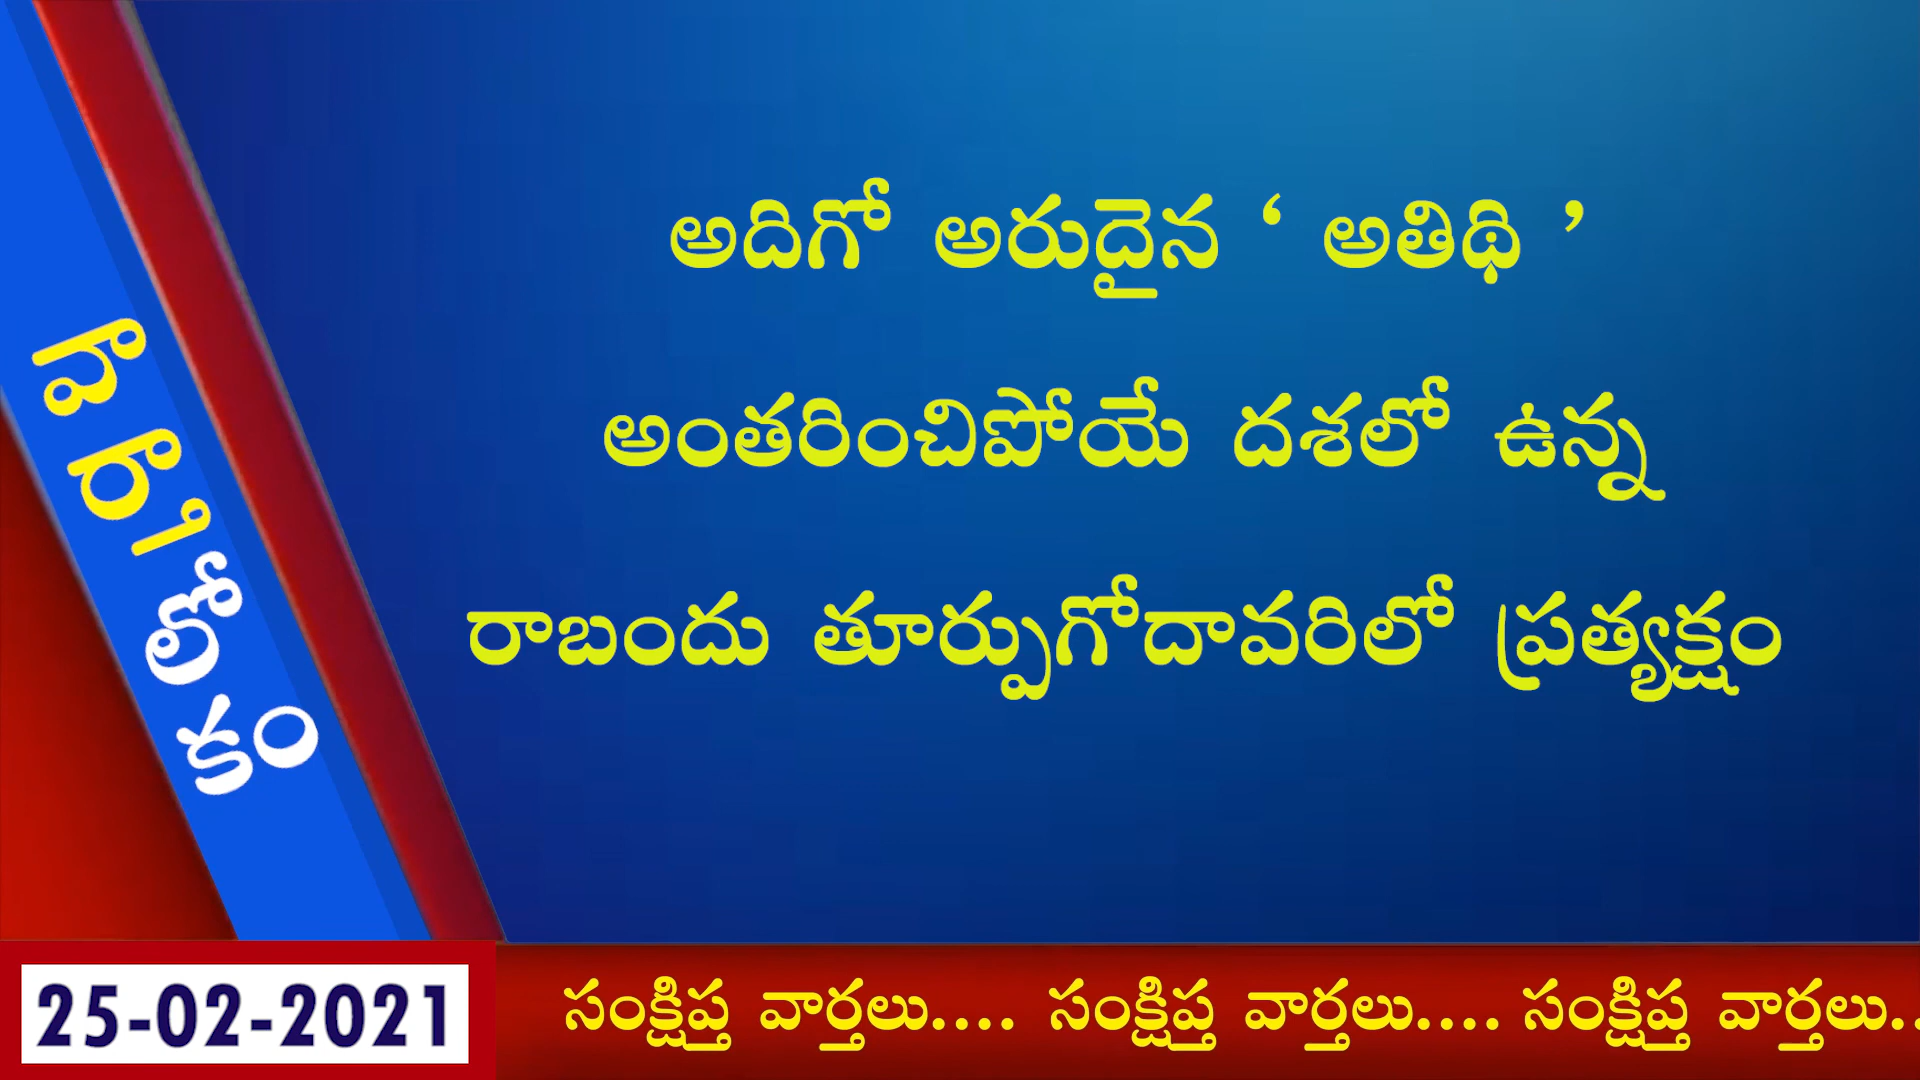 అదిగో అరుదైన ‘ అతిథి ’
అంతరించిపోయే దశలో ఉన్న
రాబందు తూర్పుగోదావరిలో ప్రత్యక్షం
వార్తాలోకం
25-02-2021
సంక్షిప్త వార్తలు.... సంక్షిప్త వార్తలు.... సంక్షిప్త వార్తలు..